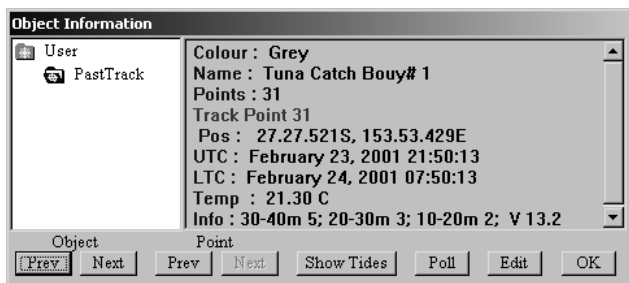 Object Information
User
PastTrack
Colour : Grey
Name : Tuna Catch Bouy# 1
Points : 31
Track Point 31
Pos : 27.27.521S, 153.53.429E
UTC : February 23, 2001 21:50:13
LTC : February 24, 2001 07:50:13
Temp : 21.30 C
Info : 30-40m 5; 20-30m 3; 10-20m 2; V 13.2
Object Point
Prev Next Prev Next Show Tides Poll Edit OK